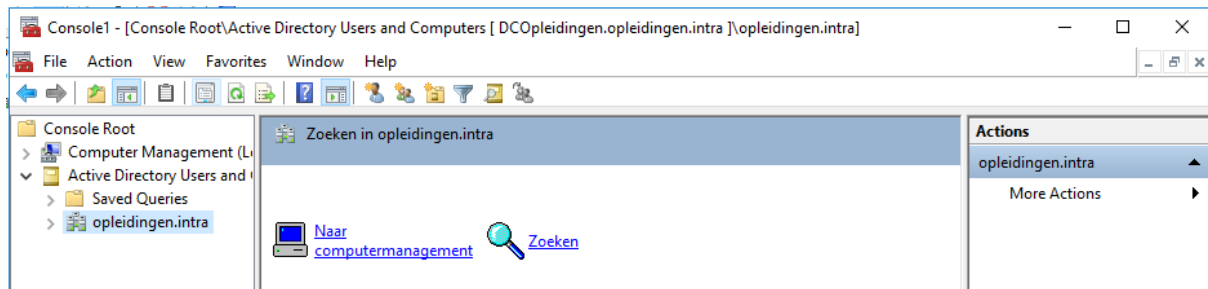 Console1 - [Console Root\Active Directory Users and Computers [ DCOpleidingen.opleidingen.intra ]\opleidingen.intra]
File Action View Favorites Window Help
Console Root
Computer Management (L
Active Directory Users and
Saved Queries
opleidingen.intra
Zoeken in opleidingen.intra
Naar
computermanagement
Zoeken
Actions
opleidingen.intra
More Actions